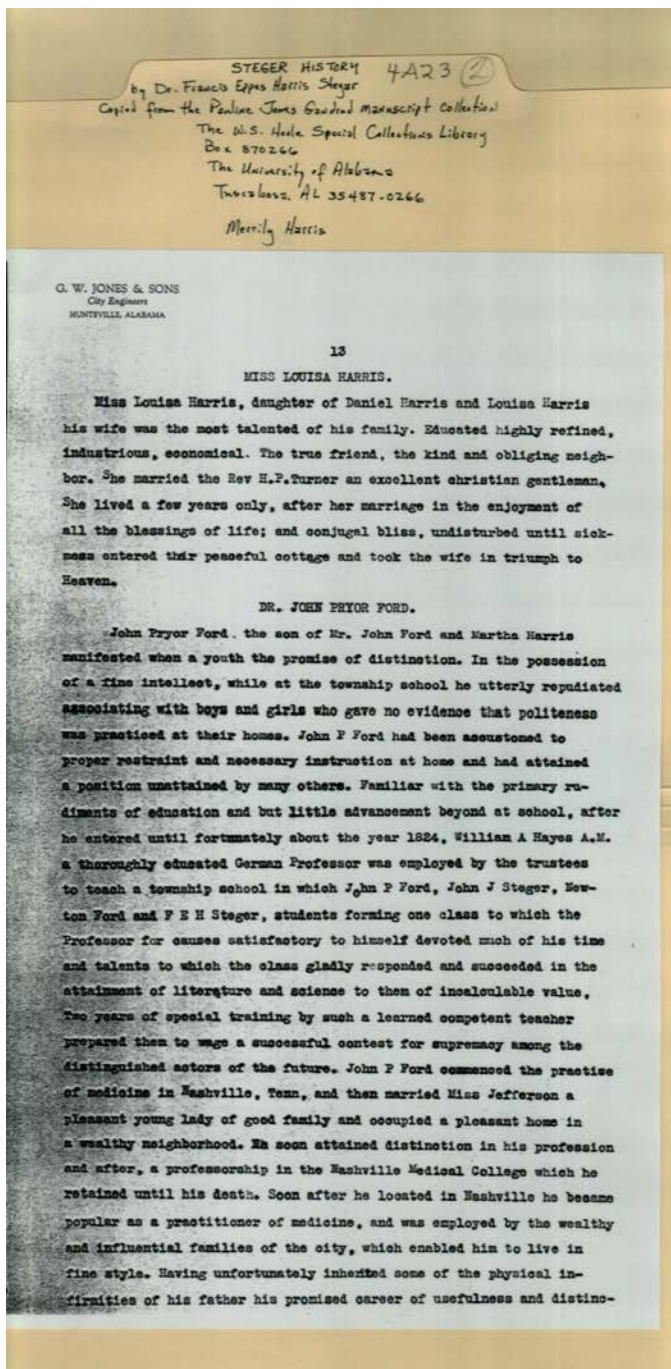 STEGER HISTORY 4A23 2
by Dr. Francis Eppes Harris Steger
Copied from the Pauline Jones Gandrud manuscript collection
The W.S. Hoole Special Collections Library
Box 870266
The University of Alabama
Tuscaloosa, AL 35487-0266
Merrily Harris
G. W. JONES & SONS
City Engineers
HUNTSVILLE, ALABAMA
13
MISS LOUISA HARRIS.
Miss Louisa Harris, daughter of Daniel Harris and Louisa Harris
his wife was the most talented of his family. Educated highly refined,
industrious, economical. The true friend, the kind and obliging neigh-
bor. She married the Rev H.P.Turner an excellent christian gentleman,
She lived a few years only, after her marriage in the enjoyment of
all the blessings of life; and conjugal bliss, undisturbed until sick-
ness entered their peaceful cottage and took the wife in triumph to
Heaven.
DR. JOHN PRYOR FORD.
John Pryor Ford. the son of Mr. John Ford and Martha Harris
manifested when a youth the promise of distinction. In the possession
of a fine intellect, while at the township school he utterly repudiated
associating with boys and girls who gave no evidence that politeness
was practiced at their homes. John P Ford had been accustomed to
proper restraint and necessary instruction at home and had attained
a position unattained by many others. Familiar with the primary ru-
diments of education and but little advancement beyond at school, after
he entered until fortunately about the year 1824, William A Hayes A.M.
a thoroughly educated German Professor was employed by the trustees
to teach a township school in which John P Ford, John J Steger, New-
ton Ford and F E H Steger, students forming one class to which the
Professor for causes satisfactory to himself devoted much of his time
and talents to which the class gladly responded and succeeded in the
attainment of literature and science to them of incalculable value,
Two years of special training by such a learned competent teacher
prepared them to wage a successful contest for supremacy among the
distinguished actors of the future. John P Ford commenced the practise
of medicine in Nashville, Tenn, and then married Miss Jefferson a
pleasant young lady of good family and occupied a pleasant home in
a wealthy neighborhood. He soon attained distinction in his profession
and after, a professorship in the Nashville Medical College which he
retained until his death. Soon after he located in Nashville he became
popular as a practitioner of medicine, and was employed by the wealthy
and influential families of the city, which enabled him to live in
fine style. Having unfortunately inherited some of the physical in-
firmities of his father his promised career of usefulness and distinc-